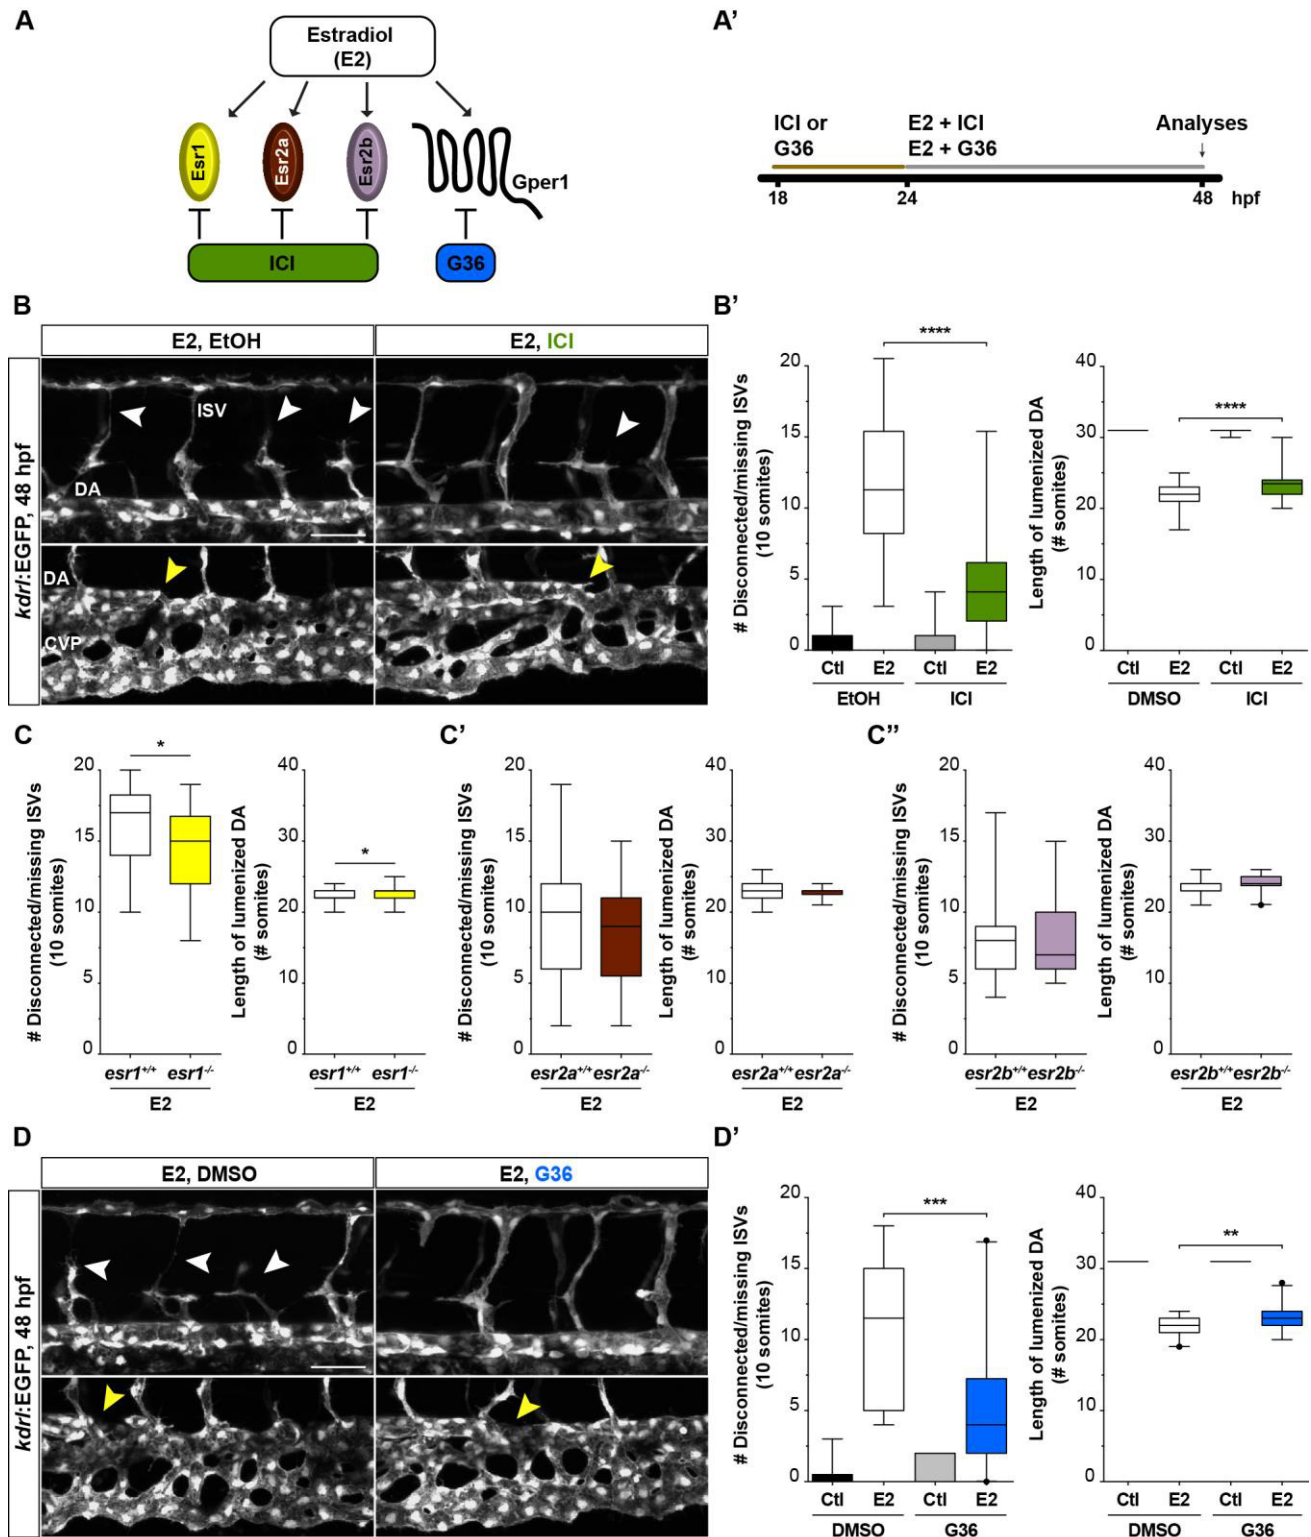 A
Estradiol
(E2)
Esr1
Esr2a
Esr2b
Gper1
ICI
G36
A'
ICI or
G36
E2 + ICI
E2 + G36
Analyses
18
24
48
hpf
B
E2, EtOH
E2, ICI
kdrl:EGFP, 48 hpf
ISV
DA
DA
CVP
B'
# Disconnected/missing ISVs
(10 somites)
20
15
10
5
0
****
Ctl
E2
Ctl
E2
EtOH
ICI
Length of lumenized DA
(# somites)
40
30
20
10
0
****
Ctl
E2
Ctl
E2
DMSO
ICI
C
# Disconnected/missing ISVs
(10 somites)
20
15
10
5
0
*
esr1+/+
esr1-/-
E2
Length of lumenized DA
(# somites)
40
30
20
10
0
*
esr1+/+
esr1-/-
E2
C'
# Disconnected/missing ISVs
(10 somites)
20
15
10
5
0
esr2a+/+
esr2a-/-
E2
Length of lumenized DA
(# somites)
40
30
20
10
0
esr2a+/+
esr2a-/-
E2
C''
# Disconnected/missing ISVs
(10 somites)
20
15
10
5
0
esr2b+/+
esr2b-/-
E2
Length of lumenized DA
(# somites)
40
30
20
10
0
esr2b+/+
esr2b-/-
E2
D
E2, DMSO
E2, G36
kdrl:EGFP, 48 hpf
D'
# Disconnected/missing ISVs
(10 somites)
20
15
10
5
0
***
Ctl
E2
Ctl
E2
DMSO
G36
Length of lumenized DA
(# somites)
40
30
20
10
0
**
Ctl
E2
Ctl
E2
DMSO
G36